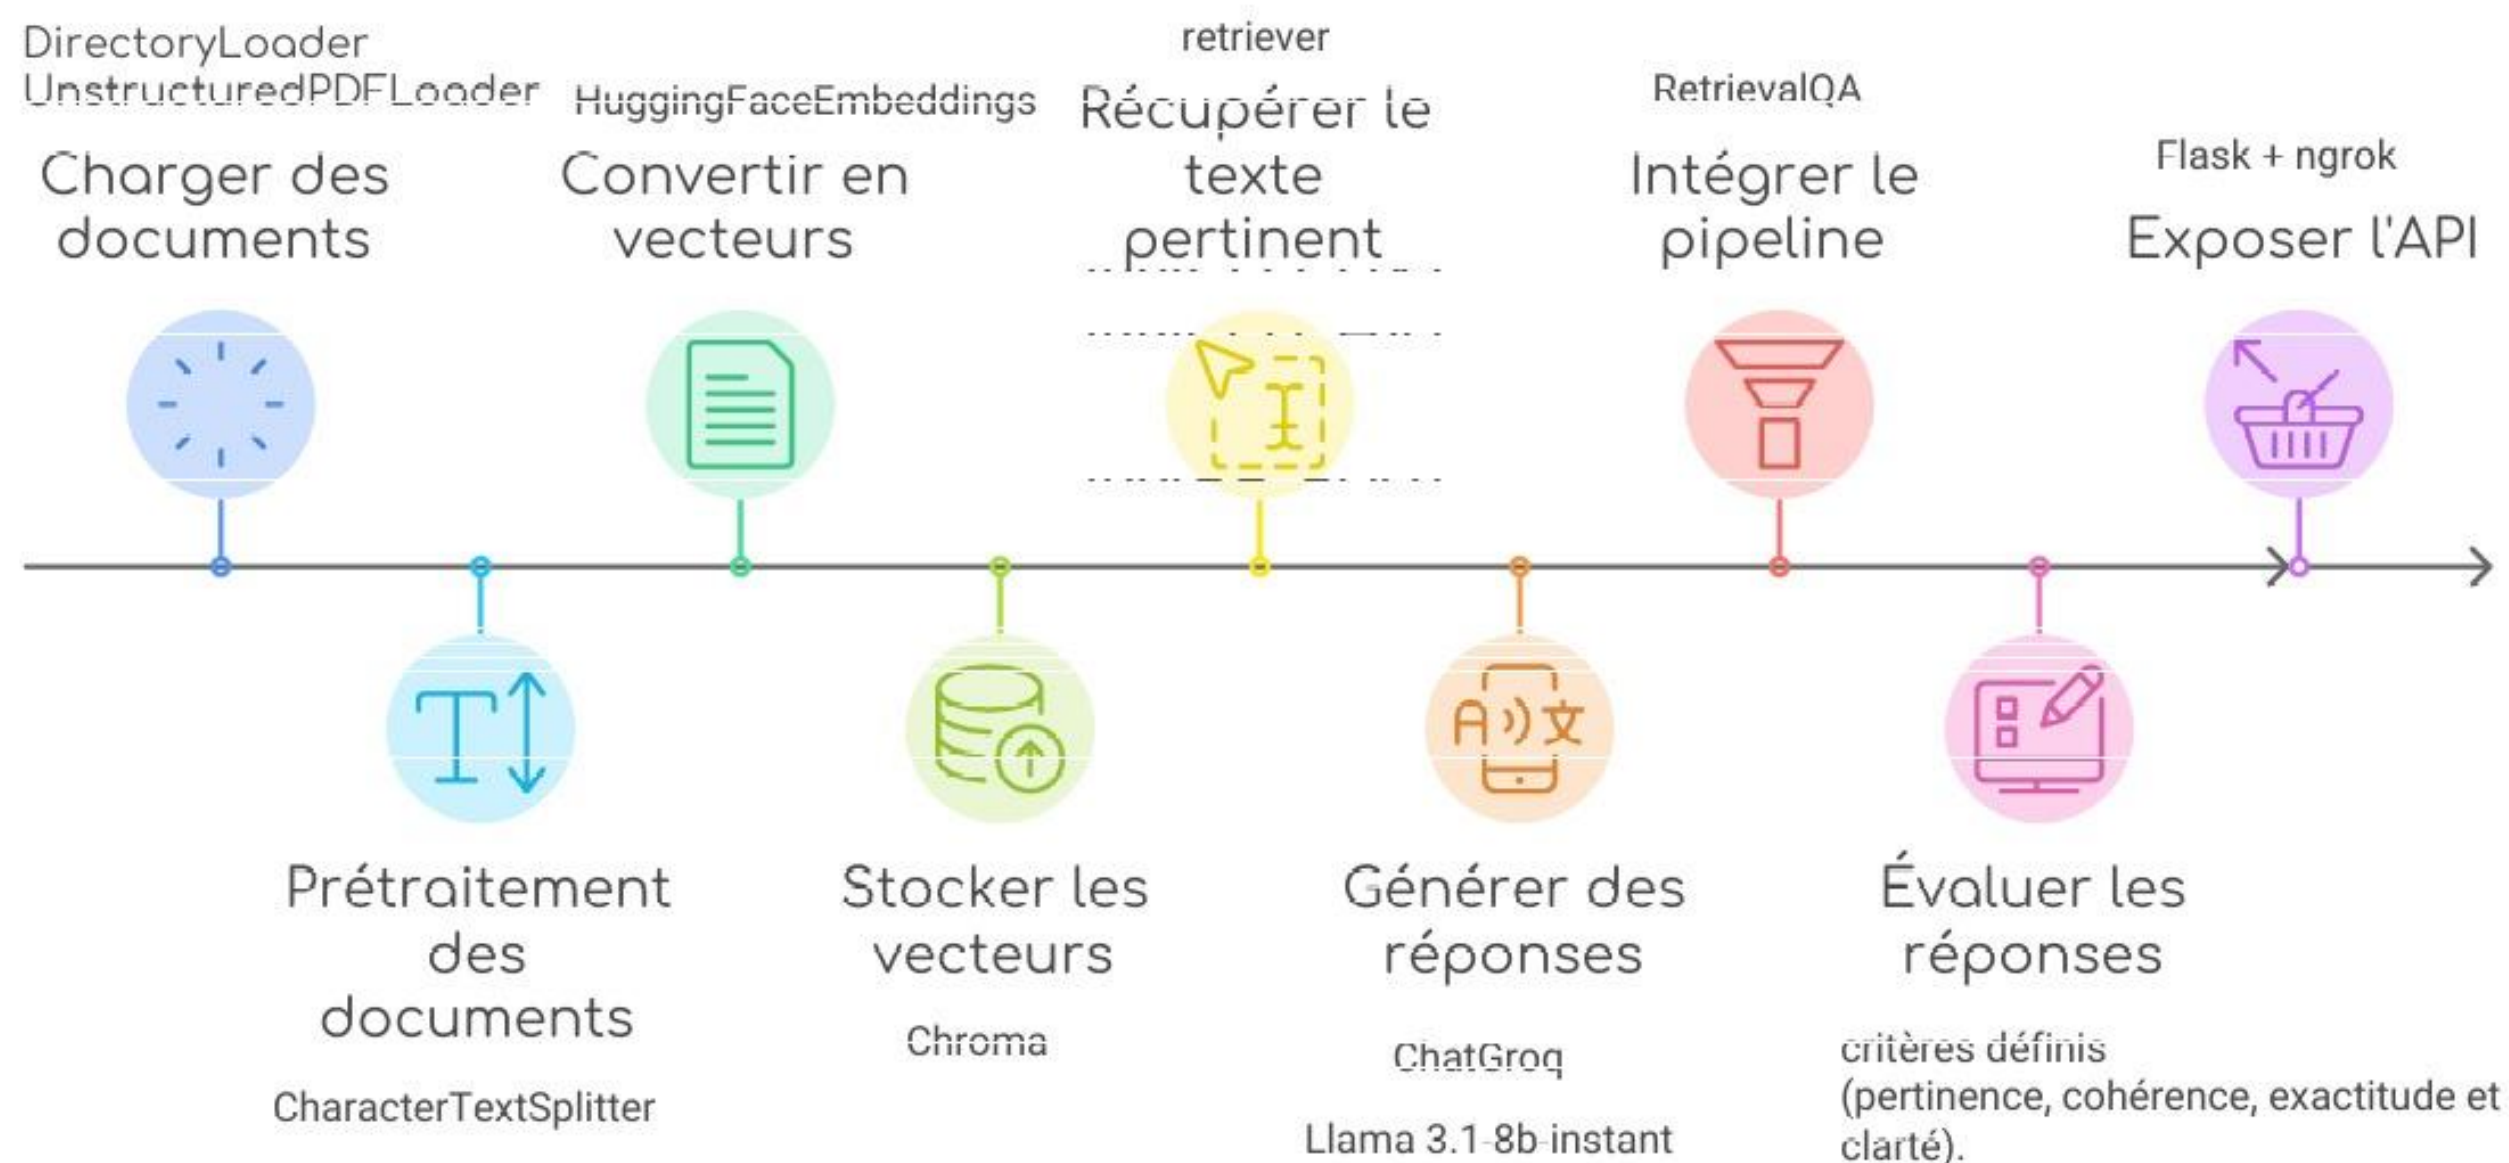 DirectoryLoader
UnstructuredPDFLoader
Charger des
documents
HuggingFaceEmbeddings
Convertir en
vecteurs
retriever
Récupérer le
texte
pertinent
RetrievalQA
Intégrer le
pipeline
Flask + ngrok
Exposer l'API
A 文
Prétraitement
des
documents
CharacterTextSplitter
Stocker les
vecteurs
Chroma
Générer des
réponses
ChatGroq
Llama 3.1-8b-instant
Évaluer les
réponses
critères définis
(pertinence, cohérence, exactitude et
clarté).